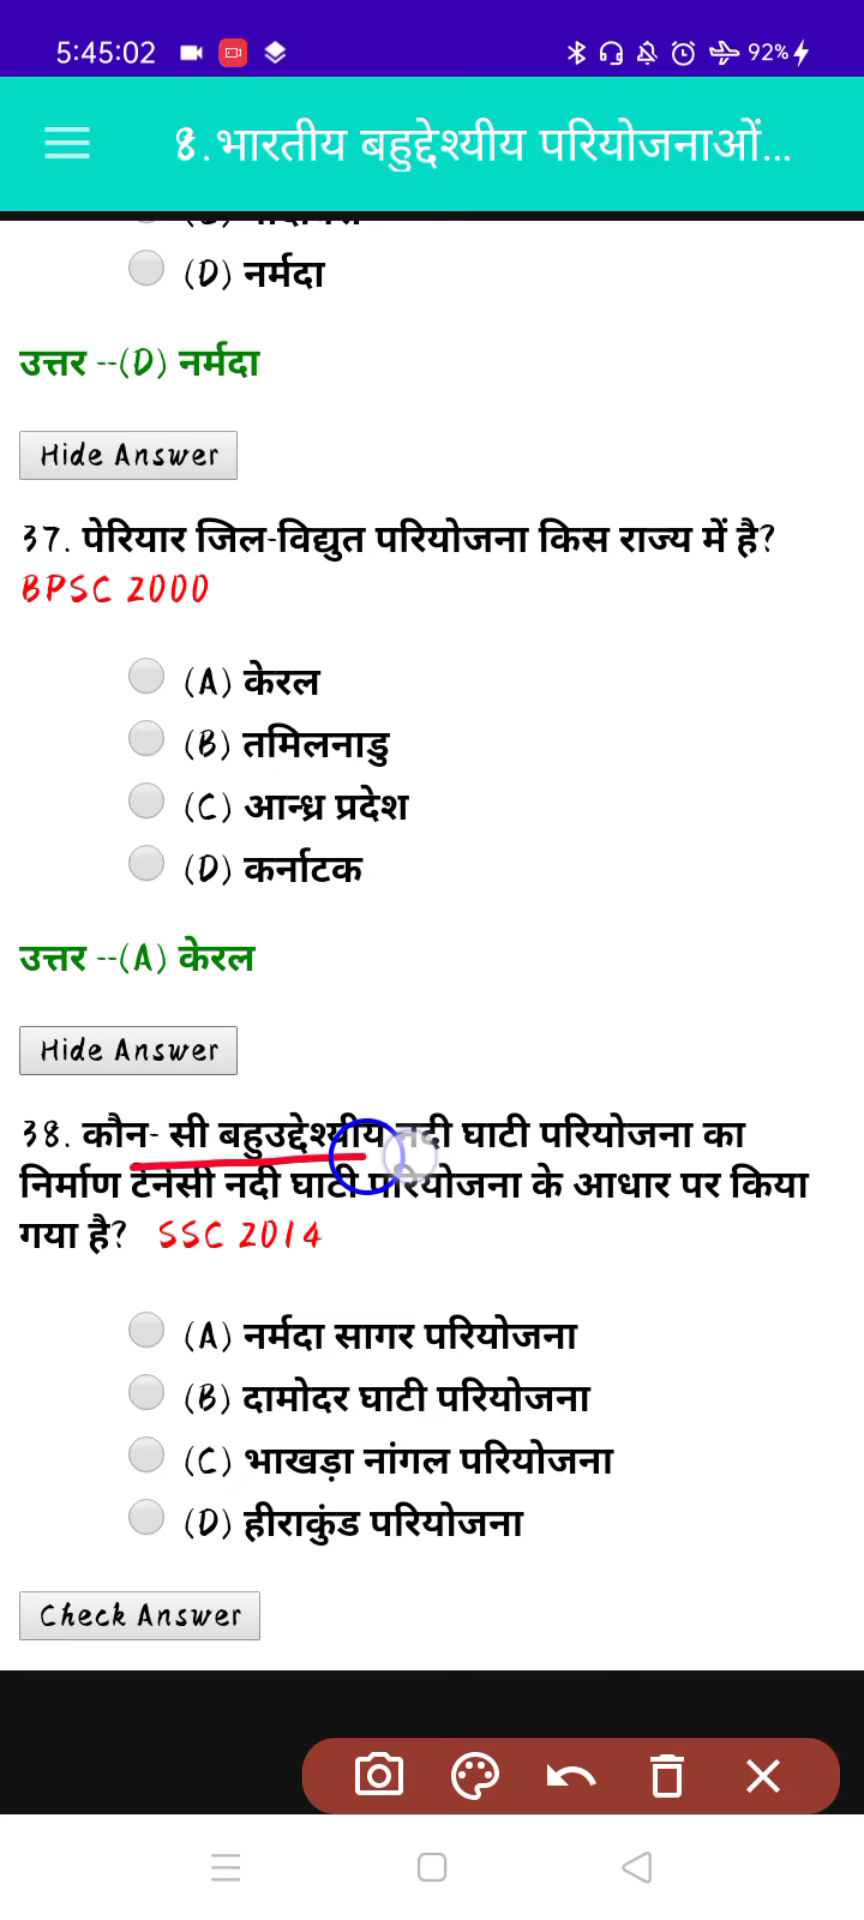 5:45:02 92%
8.भारतीय बहुद्देश्यीय परियोजनाओं...
(D) नर्मदा
उत्तर --(D) नर्मदा
Hide Answer
37. पेरियार जिल-विद्युत परियोजना किस राज्य में है?
BPSC 2000
(A) केरल
(B) तमिलनाडु
(C) आन्ध्र प्रदेश
(D) कर्नाटक
उत्तर --(A) केरल
Hide Answer
38. कौन- सी बहुउद्देश्यीय नदी घाटी परियोजना का
निर्माण टेनेसी नदी घाटी परियोजना के आधार पर किया
गया है? SSC 2014
(A) नर्मदा सागर परियोजना
(B) दामोदर घाटी परियोजना
(C) भाखड़ा नांगल परियोजना
(D) हीराकुंड परियोजना
Check Answer